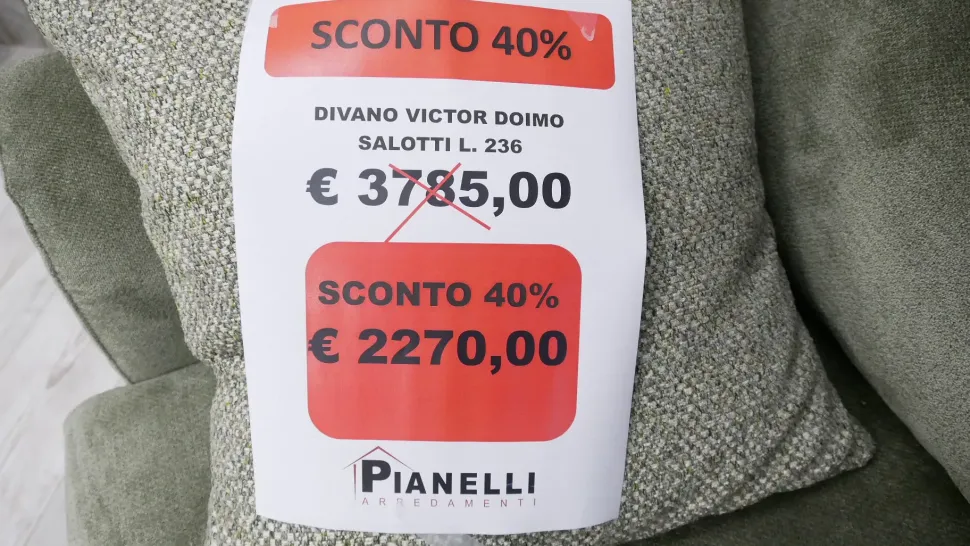 SCONTO 40%
DIVANO VICTOR DOIMO
SALOTTI L. 236
€ 3785,00
SCONTO 40%
€ 2270,00
PIANELLI
ARREDAMENTI